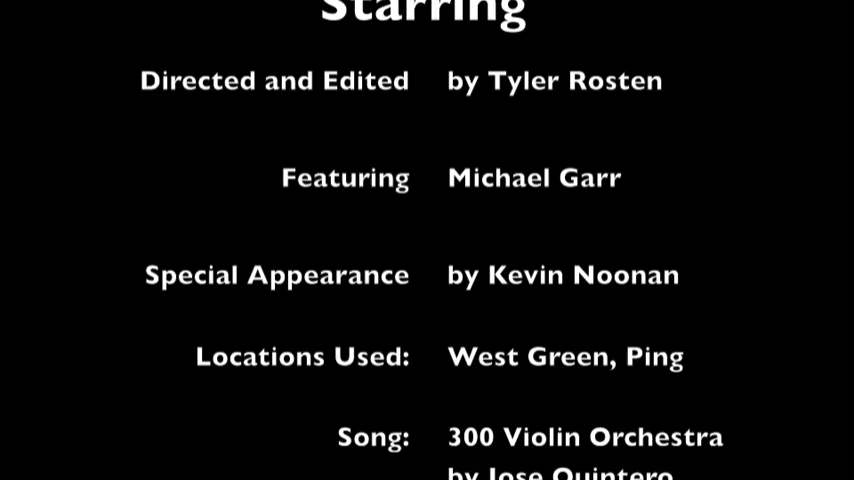 Starring
Directed and Edited by Tyler Rosten
Featuring Michael Garr
Special Appearance by Kevin Noonan
Locations Used: West Green, Ping
Song: 300 Violin Orchestra
by Jose Quintero